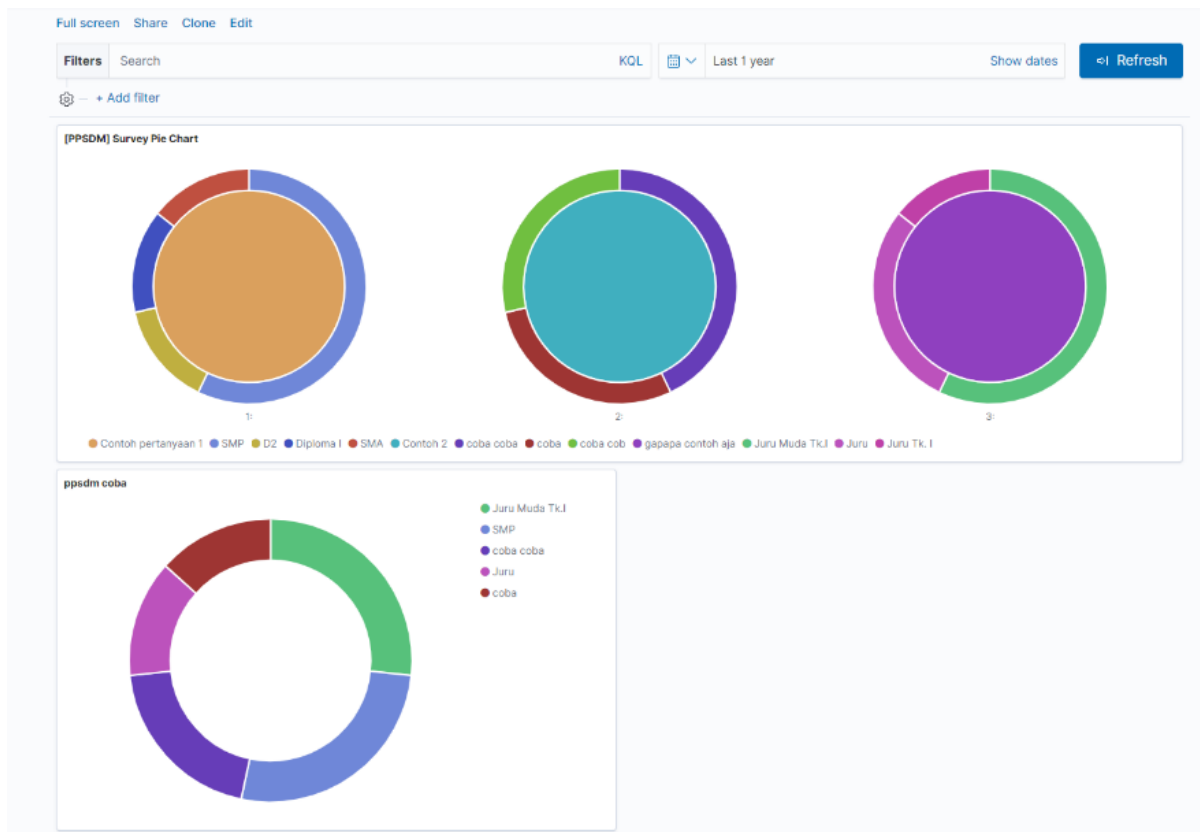 Full screen Share Clone Edit
Filters Search KQL Last 1 year Show dates Refresh
+ Add filter
[PPSDM] Survey Pie Chart
1: 2: 3:
Contoh pertanyaan 1 SMP D2 Diploma I SMA Contoh 2 coba coba coba coba cob gapapa contoh aja Juru Muda Tk.I Juru Juru Tk. I
ppsdm coba
Juru Muda Tk.I
SMP
coba coba
Juru
coba